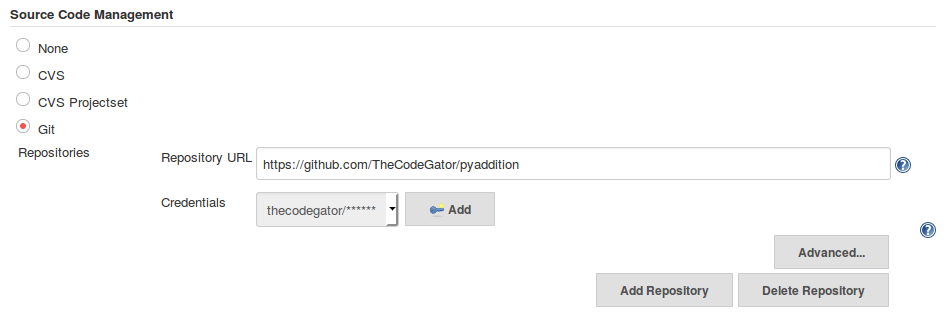 Source Code Management
None
CVS
CVS Projectset
Git
Repositories
Repository URL https://github.com/TheCodeGator/pyaddition ?
Credentials thecodegator/****** Add
?
Advanced...
Add Repository Delete Repository